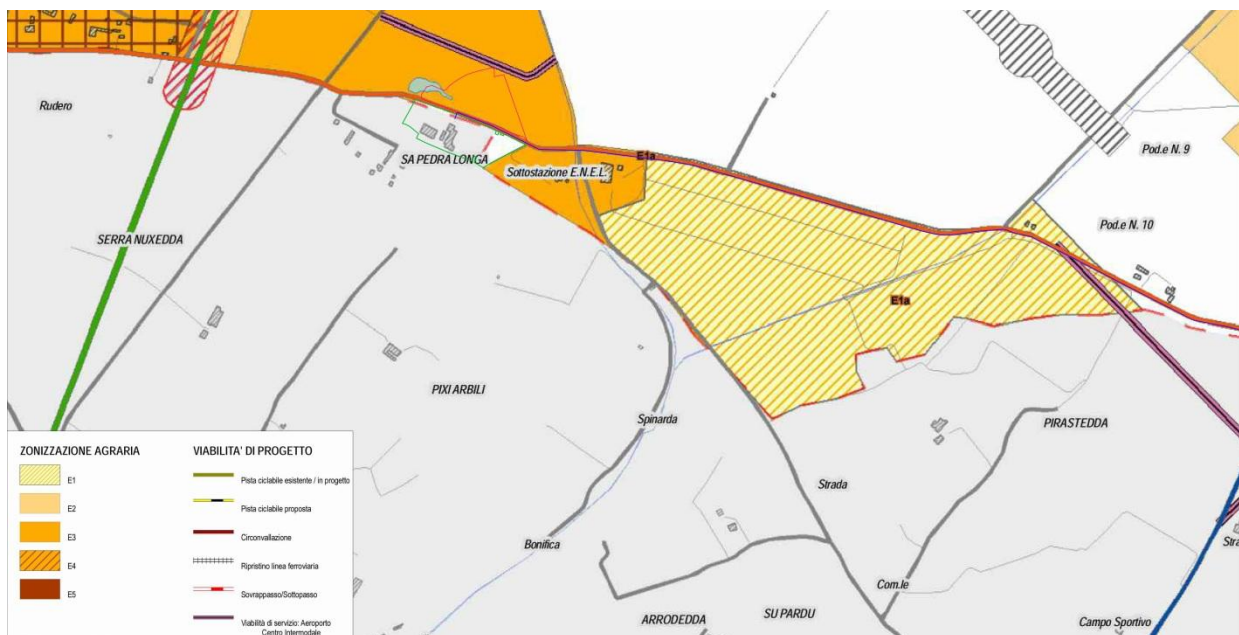 Rudero
Pod.e N. 9
SA PEDRA LONGA
E1a
Sottostazione E.N.E.L.
Pod.e N. 10
SERRA NUXEDDA
E1a
PIXI ARBILI
Spinarda
PIRASTEDDA
Strada
Bonifica
Com.le
Stra
ARRODEDDA
SU PARDU
Campo Sportivo
ZONIZZAZIONE AGRARIA
E1
E2
E3
E4
E5
VIABILITA' DI PROGETTO
Pista ciclabile esistente / in progetto
Pista ciclabile proposta
Circonvallazione
Ripristino linea ferroviaria
Sovrappasso/Sottopasso
Viabilità di servizio: Aeroporto
Centro Intermodale